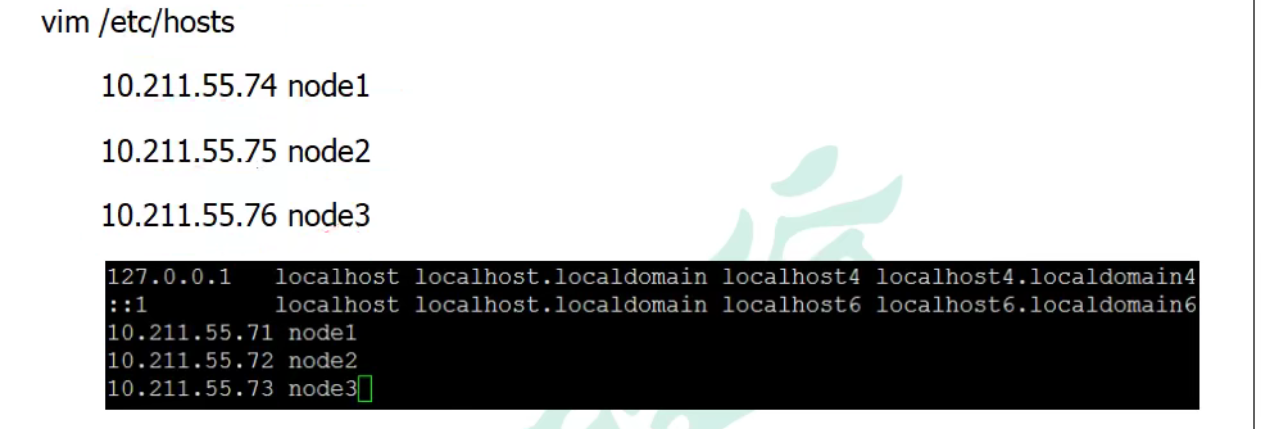 vim /etc/hosts
10.211.55.74 node1
10.211.55.75 node2
10.211.55.76 node3
127.0.0.1   localhost localhost.localdomain localhost4 localhost4.localdomain4
::1         localhost localhost.localdomain localhost6 localhost6.localdomain6
10.211.55.71 node1
10.211.55.72 node2
10.211.55.73 node3